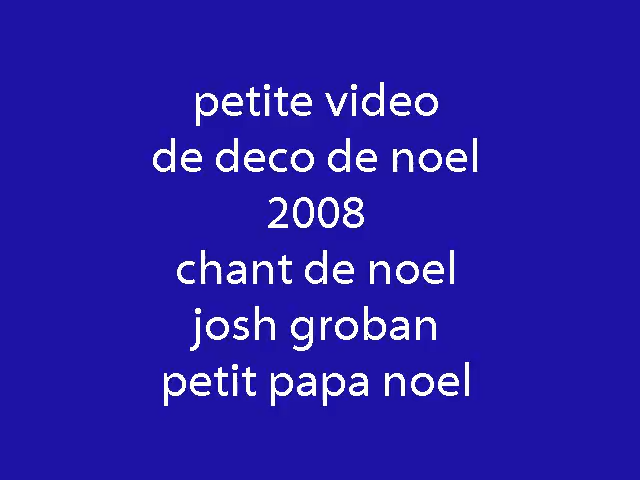 petite video
de deco de noel
2008
chant de noel
josh groban
petit papa noel